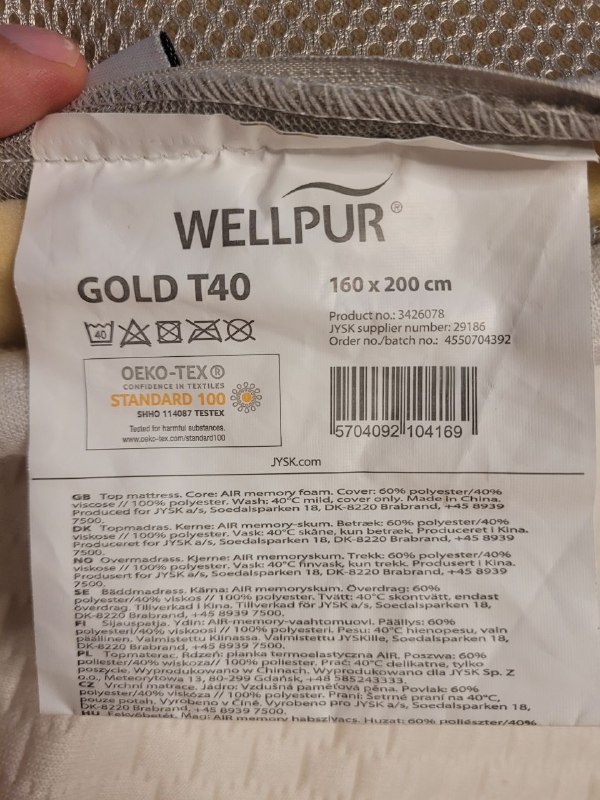 WELLPUR®
GOLD T40
160 x 200 cm
40
Product no.: 3426078
JYSK supplier number: 29186
Order no./batch no.: 4550704392
OEKO-TEX®
CONFIDENCE IN TEXTILES
STANDARD 100
SHHO 114087 TESTEX
Tested for harmful substances.
www.oeko-tex.com/standard100
5704092 104169
JYSK.com
GB Top mattress. Core: AIR memory foam. Cover: 60% polyester/40%
viscose // 100% polyester. Wash: 40°C mild, cover only. Made in China.
Produced for JYSK a/s, Soedalsparken 18, DK-8220 Brabrand, +45 8939
7500.
DK Topmadras. Kerne: AIR memory-skum. Betræk: 60% polyester/40%
viskose // 100% polyester. Vask: 40°C skåne, kun betræk. Produceret i Kina.
Produceret for JYSK a/s, Soedalsparken 18, DK-8220 Brabrand, +45 8939
7500.
NO Overmadrass. Kjerne: AIR memoryskum. Trekk: 60% polyester/40%
viskose // 100% polyester. Vask: 40°C finvask, kun trekk. Produsert i Kina.
Produsert for JYSK a/s, Soedalsparken 18, DK-8220 Brabrand, +45 8939
7500.
SE Bäddmadrass. Kärna: AIR memoryskum. Överdrag: 60%
polyester/40% viskos // 100% polyester. Tvätt: 40°C skontvätt, endast
överdrag. Tillverkad i Kina. Tillverkad för JYSK a/s, Soedalsparken 18,
DK-8220 Brabrand, +45 8939 7500.
FI Sijauspatja. Ydin: AIR-memory-vaahtomuovi. Päällys: 60%
polyesteri/40% viskoosi // 100% polyesteri. Pesu: 40°C hienopesu, vain
päällinen. Valmistettu Kiinassa. Valmistettu JYSKille, Soedalsparken 18,
DK-8220 Brabrand, +45 8939 7500.
PL Topmaterac. Rdzeń: pianka termoelastyczna AIR. Poszwa: 60%
poliester/40% wiskoza// 100% poliester. Prać: 40°C delikatne, tylko
poszycie. Wyprodukowano w Chinach. Wyprodukowano dla JYSK Sp. Z
o.o., Meteorytowa 13, 80-299 Gdańsk, +48 585243333.
CZ Vrchní matrace. Jádro: Vzdušná paměťová pěna. Povlak: 60%
polyester/40% viskóza // 100% polyester. Praní: Šetrné praní na 40°C,
pouze potah. Vyrobeno v Číně. Vyrobeno pro JYSK a/s, Soedalsparken 18,
DK-8220 Brabrand, +45 8939 7500.
HU Fekvőbetét. Mag: AIR memory habszivacs. Huzat: 60% poliészter/40%